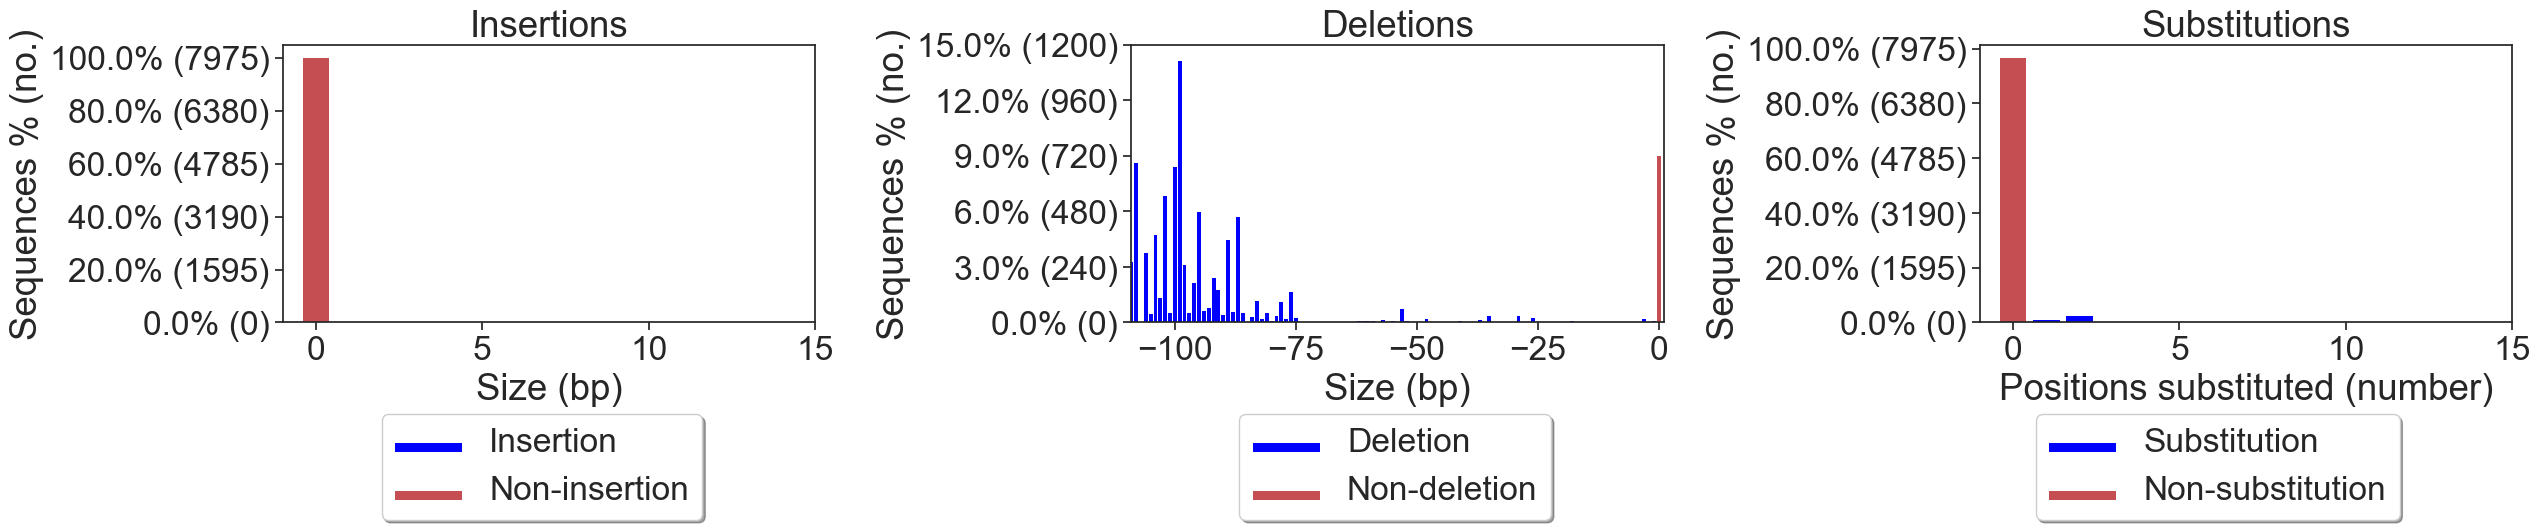 Insertions
Sequences % (no.)
100.0% (7975)
80.0% (6380)
60.0% (4785)
40.0% (3190)
20.0% (1595)
0.0% (0)
0 5 10 15
Size (bp)
Insertion
Non-insertion
Deletions
Sequences % (no.)
15.0% (1200)
12.0% (960)
9.0% (720)
6.0% (480)
3.0% (240)
0.0% (0)
−100 −75 −50 −25 0
Size (bp)
Deletion
Non-deletion
Substitutions
Sequences % (no.)
100.0% (7975)
80.0% (6380)
60.0% (4785)
40.0% (3190)
20.0% (1595)
0.0% (0)
0 5 10 15
Positions substituted (number)
Substitution
Non-substitution